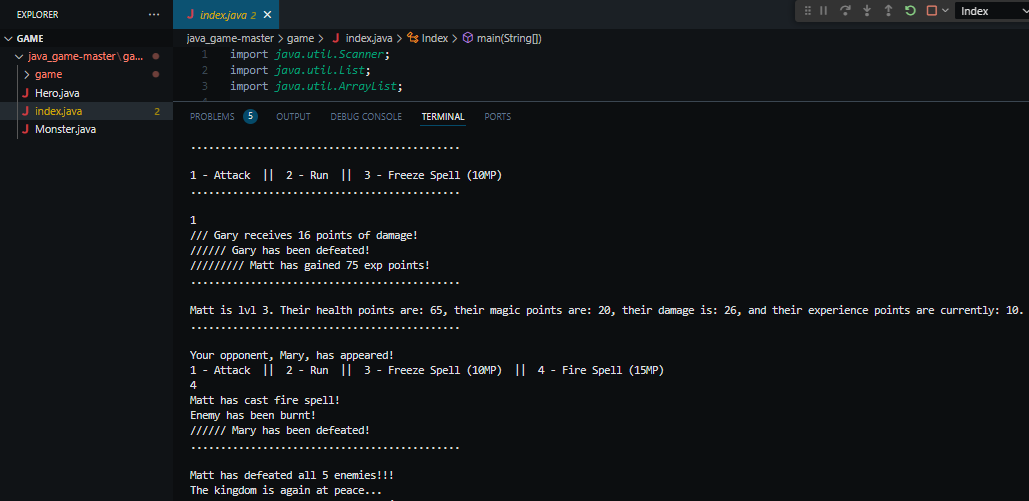 EXPLORER ...
GAME
java_game-master\ga...
game
Hero.java
index.java 2
Monster.java
index.java 2
Index
java_game-master > game > index.java > Index > main(String[])
1 import java.util.Scanner;
2 import java.util.List;
3 import java.util.ArrayList;
PROBLEMS 5 OUTPUT DEBUG CONSOLE TERMINAL PORTS
.............................................
1 - Attack || 2 - Run || 3 - Freeze Spell (10MP)
.............................................
1
/// Gary receives 16 points of damage!
////// Gary has been defeated!
///////// Matt has gained 75 exp points!
.............................................
Matt is lvl 3. Their health points are: 65, their magic points are: 20, their damage is: 26, and their experience points are currently: 10.
.............................................
Your opponent, Mary, has appeared!
1 - Attack || 2 - Run || 3 - Freeze Spell (10MP) || 4 - Fire Spell (15MP)
4
Matt has cast fire spell!
Enemy has been burnt!
////// Mary has been defeated!
.............................................
Matt has defeated all 5 enemies!!!
The kingdom is again at peace...